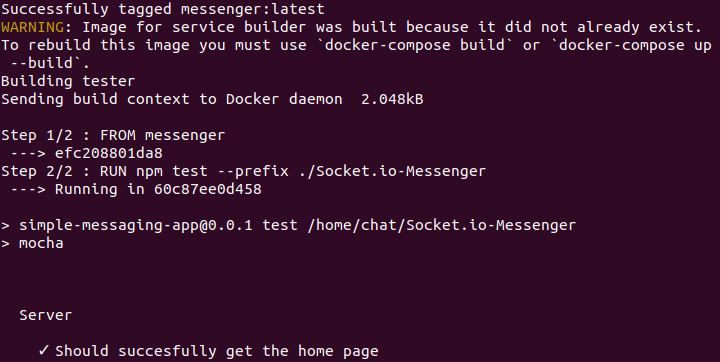 Successfully tagged messenger:latest
WARNING: Image for service builder was built because it did not already exist.
To rebuild this image you must use `docker-compose build` or `docker-compose up
 --build`.
Building tester
Sending build context to Docker daemon  2.048kB
Step 1/2 : FROM messenger
 ---> efc208801da8
Step 2/2 : RUN npm test --prefix ./Socket.io-Messenger
 ---> Running in 60c87ee0d458
> simple-messaging-app@0.0.1 test /home/chat/Socket.io-Messenger
> mocha
  Server
    ✓ Should succesfully get the home page